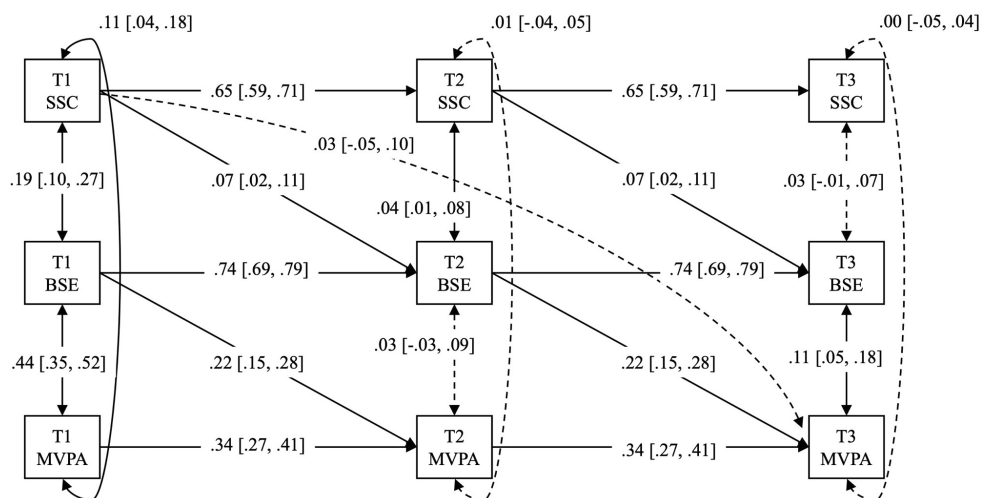 .11 [.04, .18]
.01 [-.04, .05]
.00 [-.05, .04]
T1
SSC
.65 [.59, .71]
T2
SSC
.65 [.59, .71]
T3
SSC
.03 [-.05, .10]
.19 [.10, .27]
.07 [.02, .11]
.04 [.01, .08]
.07 [.02, .11]
.03 [-.01, .07]
T1
BSE
.74 [.69, .79]
T2
BSE
.74 [.69, .79]
T3
BSE
.44 [.35, .52]
.22 [.15, .28]
.03 [-.03, .09]
.22 [.15, .28]
.11 [.05, .18]
T1
MVPA
.34 [.27, .41]
T2
MVPA
.34 [.27, .41]
T3
MVPA